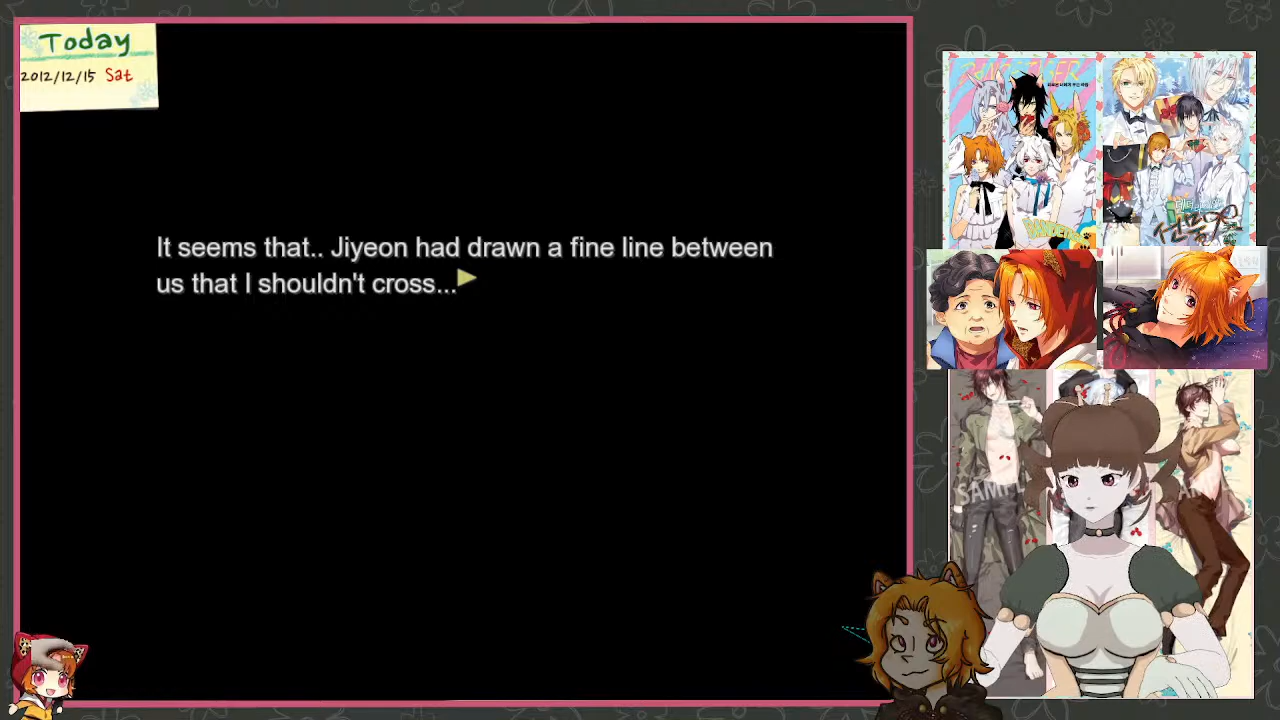 Today
2012/12/15 Sat
It seems that.. Jiyeon had drawn a fine line between
us that I shouldn't cross...